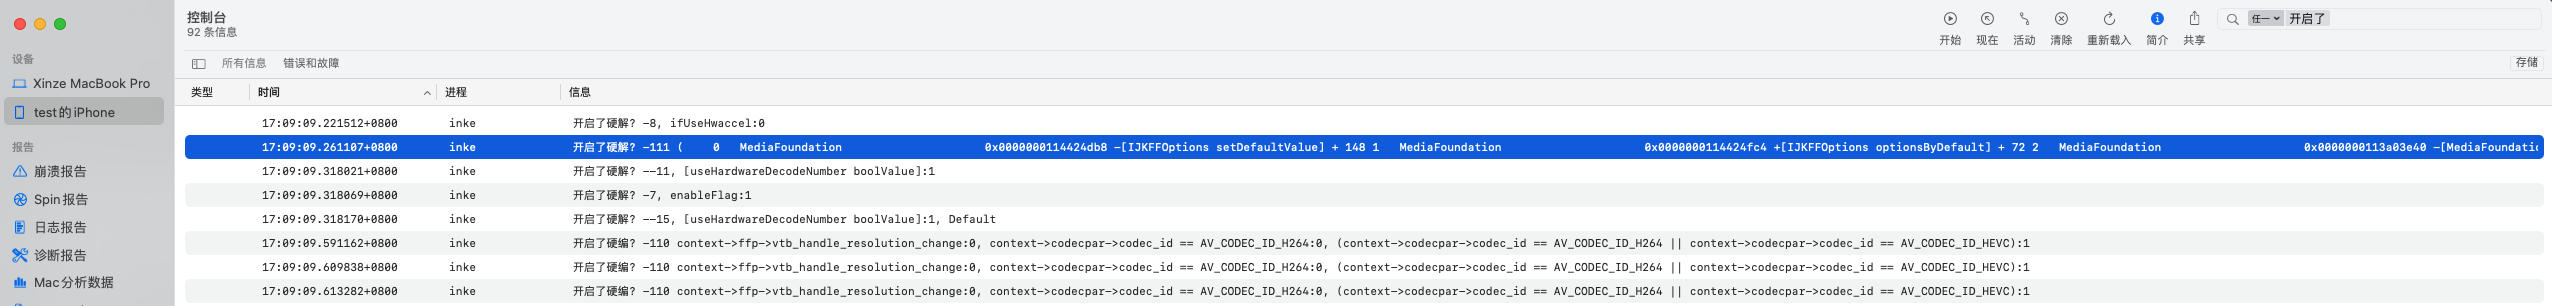 控制台
92 条信息
开始 现在 活动 清除 重新载入 简介 共享
任一 开启了
设备
Xinze MacBook Pro
test的iPhone
报告
崩溃报告
Spin报告
日志报告
诊断报告
Mac分析数据
所有信息 错误和故障 存储
类型 时间 进程 信息
17:09:09.221512+0800 inke 开启了硬解? -8, ifUseHwaccel:0
17:09:09.261107+0800 inke 开启了硬解? -111 ( 0 MediaFoundation 0x0000000114424db8 -[IJKFFOptions setDefaultValue] + 148 1 MediaFoundation 0x0000000114424fc4 +[IJKFFOptions optionsByDefault] + 72 2 MediaFoundation 0x0000000113a03e40 -[MediaFoundatio
17:09:09.318021+0800 inke 开启了硬解? --11, [useHardwareDecodeNumber boolValue]:1
17:09:09.318069+0800 inke 开启了硬解? -7, enableFlag:1
17:09:09.318170+0800 inke 开启了硬解? --15, [useHardwareDecodeNumber boolValue]:1, Default
17:09:09.591162+0800 inke 开启了硬编? -110 context->ffp->vtb_handle_resolution_change:0, context->codecpar->codec_id == AV_CODEC_ID_H264:0, (context->codecpar->codec_id == AV_CODEC_ID_H264 || context->codecpar->codec_id == AV_CODEC_ID_HEVC):1
17:09:09.609838+0800 inke 开启了硬编? -110 context->ffp->vtb_handle_resolution_change:0, context->codecpar->codec_id == AV_CODEC_ID_H264:0, (context->codecpar->codec_id == AV_CODEC_ID_H264 || context->codecpar->codec_id == AV_CODEC_ID_HEVC):1
17:09:09.613282+0800 inke 开启了硬编? -110 context->ffp->vtb_handle_resolution_change:0, context->codecpar->codec_id == AV_CODEC_ID_H264:0, (context->codecpar->codec_id == AV_CODEC_ID_H264 || context->codecpar->codec_id == AV_CODEC_ID_HEVC):1